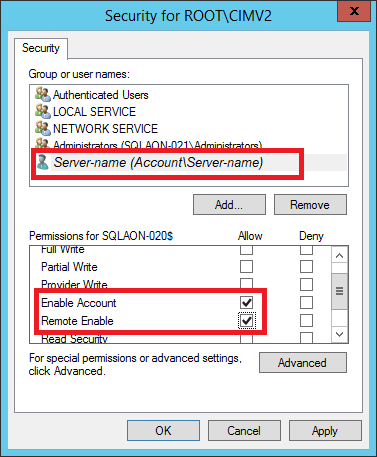 Security for ROOT\CIMV2
x
Security
Group or user names:
Authenticated Users
LOCAL SERVICE
NETWORK SERVICE
Administrators (SQLAON-021\Administrators)
Server-name (Account\Server-name)
Add... Remove
Permissions for SQLAON-020$ Allow Deny
Full Write
Partial Write
Provider Write
Enable Account
Remote Enable
Read Security
For special permissions or advanced settings,
click Advanced.
Advanced
OK Cancel Apply